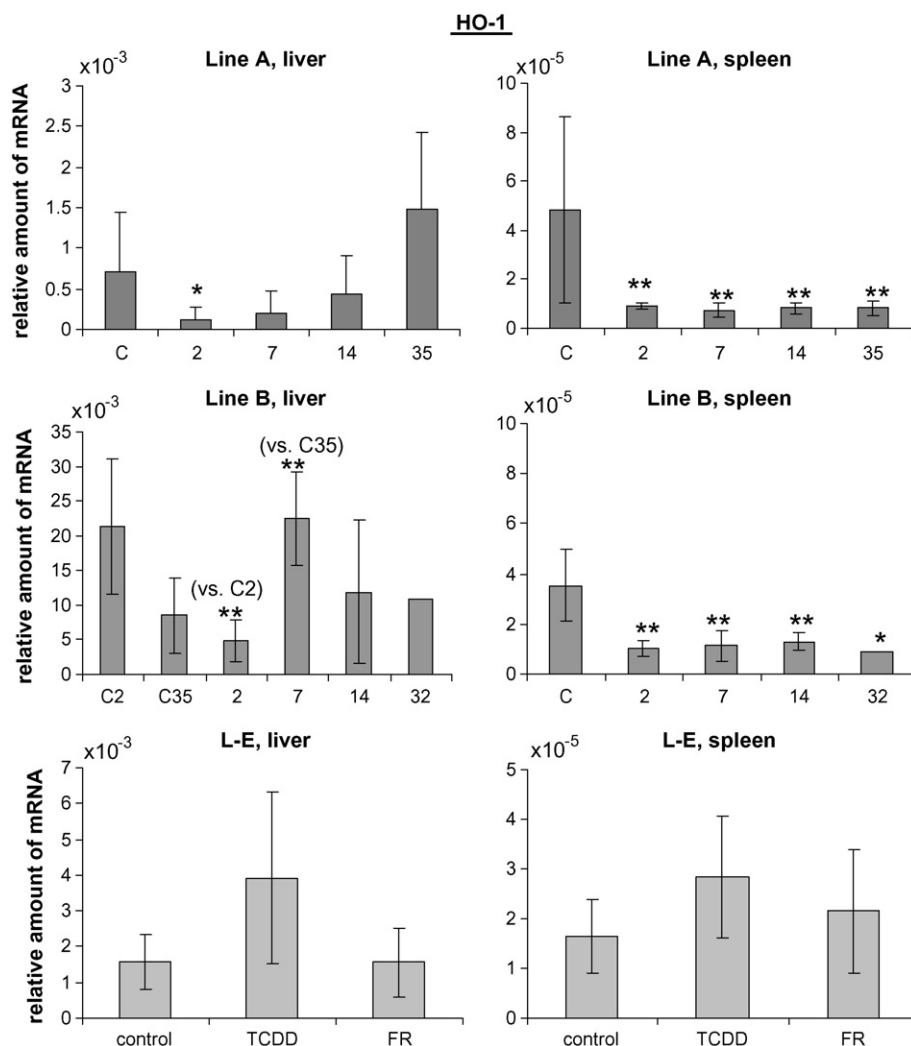 HO-1
Line A, liver
x10-3
relative amount of mRNA
3
2.5
2
1.5
1
0.5
0
*
C 2 7 14 35
Line A, spleen
x10-5
10
8
6
4
2
0
** ** ** **
C 2 7 14 35
Line B, liver
x10-3
relative amount of mRNA
35
30
25
20
15
10
5
0
(vs. C35)
**
(vs. C2)
**
C2 C35 2 7 14 32
Line B, spleen
x10-5
10
8
6
4
2
0
** ** ** *
C 2 7 14 32
L-E, liver
x10-3
relative amount of mRNA
7
6
5
4
3
2
1
0
control TCDD FR
L-E, spleen
x10-5
5
4
3
2
1
0
control TCDD FR